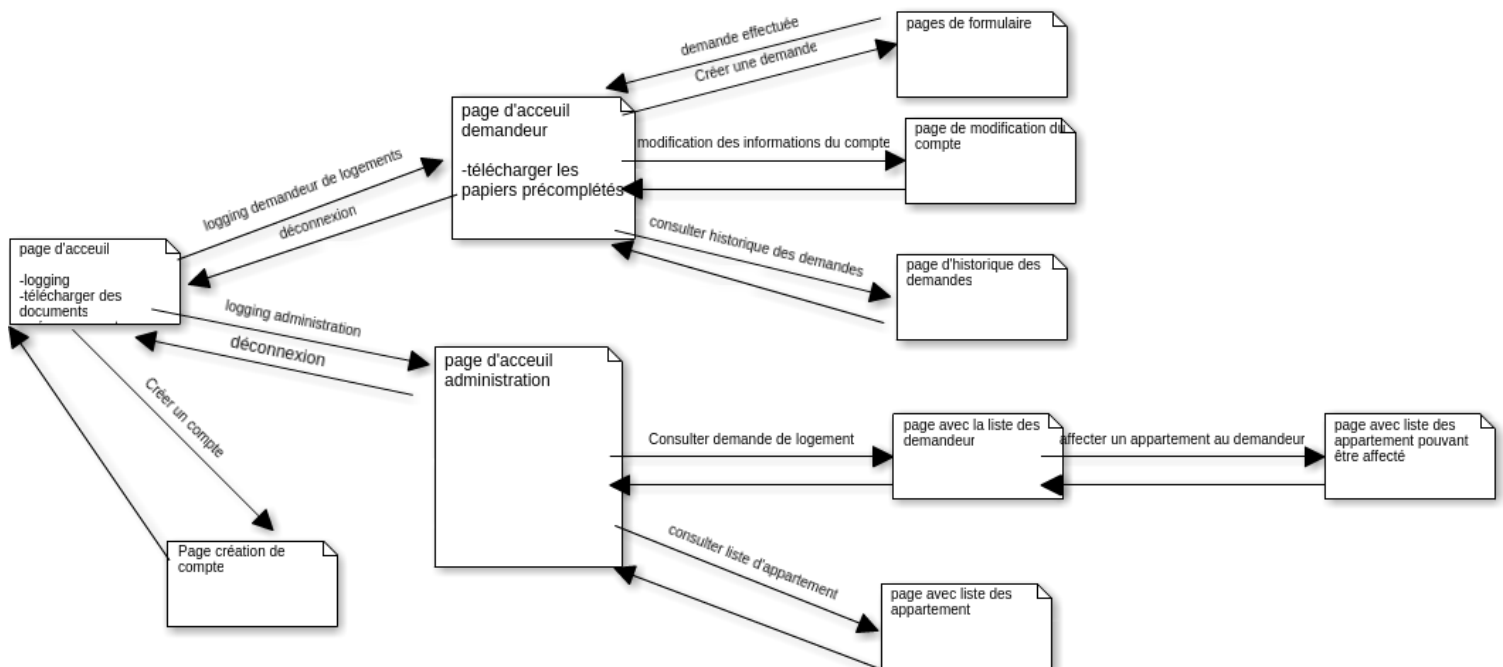 demande effectuée
Créer une demande
pages de formulaire
page d'acceuil
demandeur
-télécharger les
papiers précomplétés
modification des informations du compte
page de modification du
compte
logging demandeur de logements
déconnexion
consulter historique des demandes
page d'historique des
demandes
page d'acceuil
-logging
-télécharger des
documents
logging administration
déconnexion
page d'acceuil
administration
Créer un compte
Page création de
compte
Consulter demande de logement
page avec la liste des
demandeur
affecter un appartement au demandeur
page avec liste des
appartement pouvant
être affecté
consulter liste d'appartement
page avec liste des
appartement